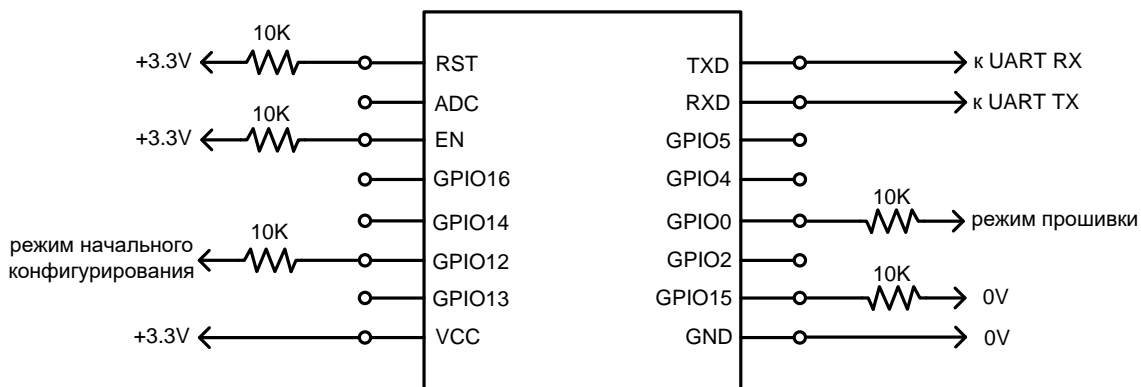 10K
+3.3V
RST
TXD
к UART RX
ADC
RXD
к UART TX
10K
+3.3V
EN
GPIO5
GPIO16
GPIO4
10K
GPIO14
GPIO0
режим прошивки
10K
режим начального
конфигурирования
GPIO12
GPIO2
10K
GPIO13
GPIO15
0V
+3.3V
VCC
GND
0V